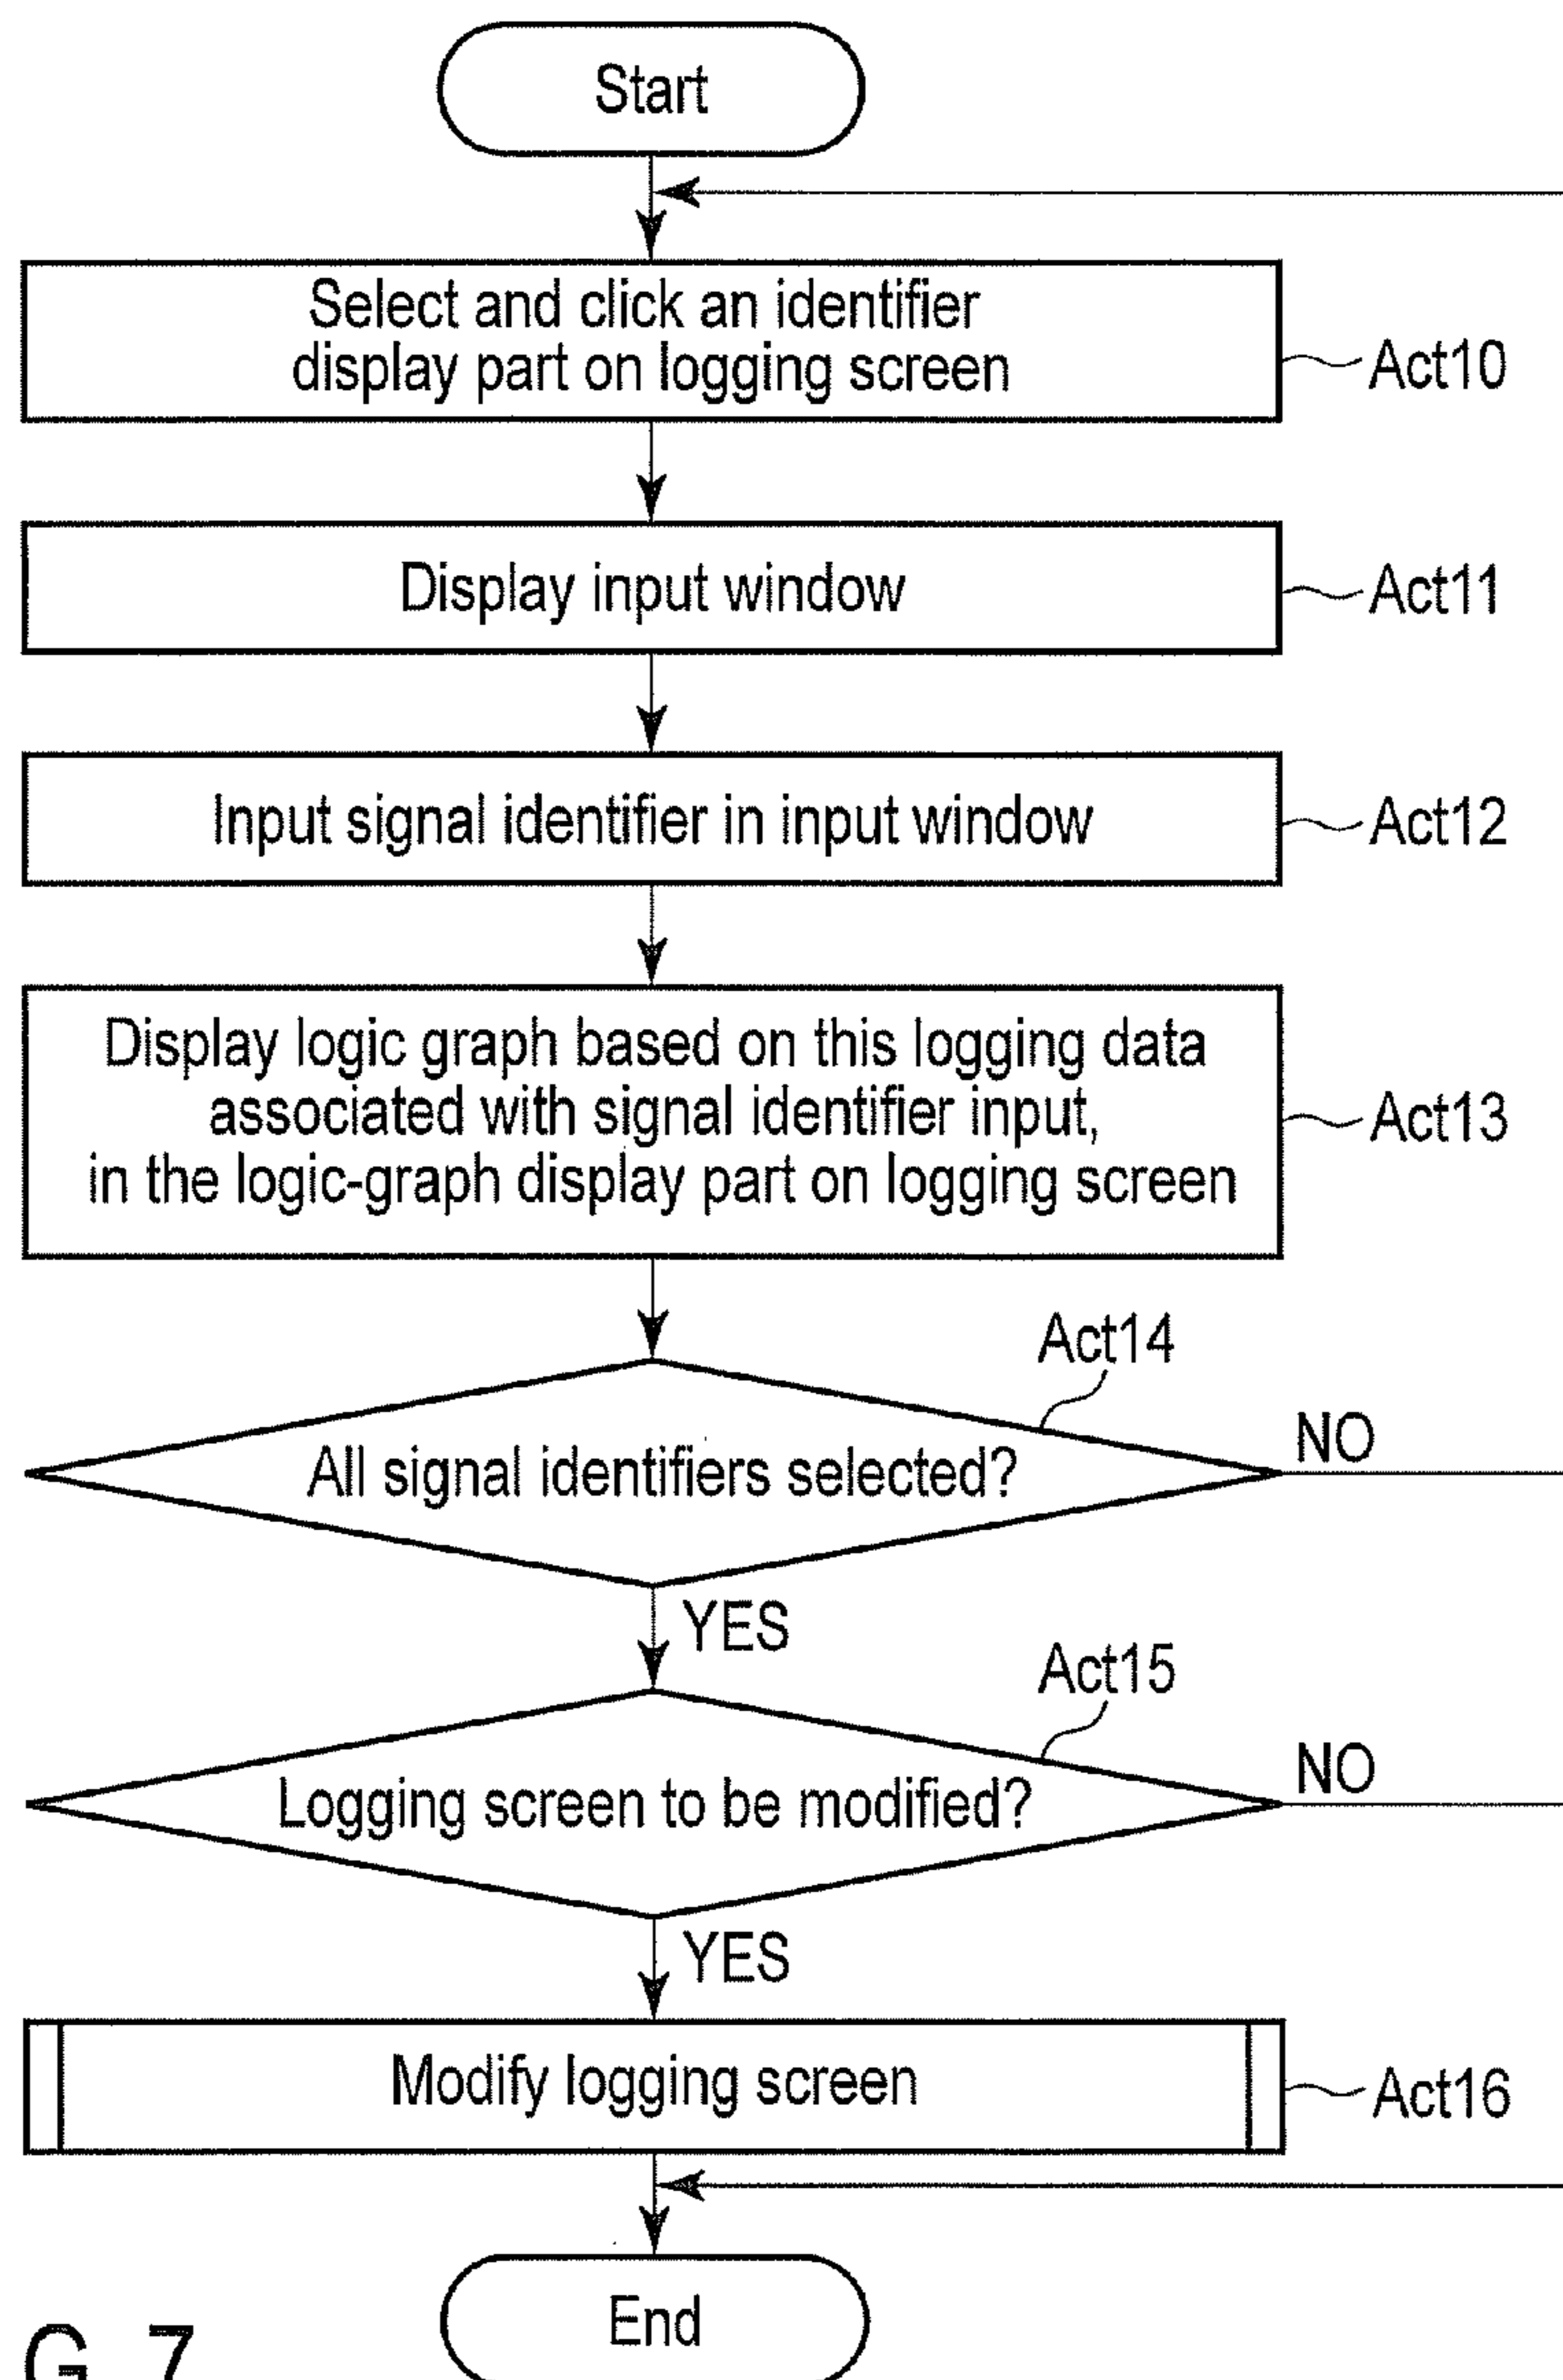 Start
Select and click an identifier
display part on logging screen
Act10
Display input window
Act11
Input signal identifier in input window
Act12
Display logic graph based on this logging data
associated with signal identifier input,
in the logic-graph display part on logging screen
Act13
Act14
All signal identifiers selected?
NO
YES
Act15
Logging screen to be modified?
NO
YES
Modify logging screen
Act16
End
G. 7